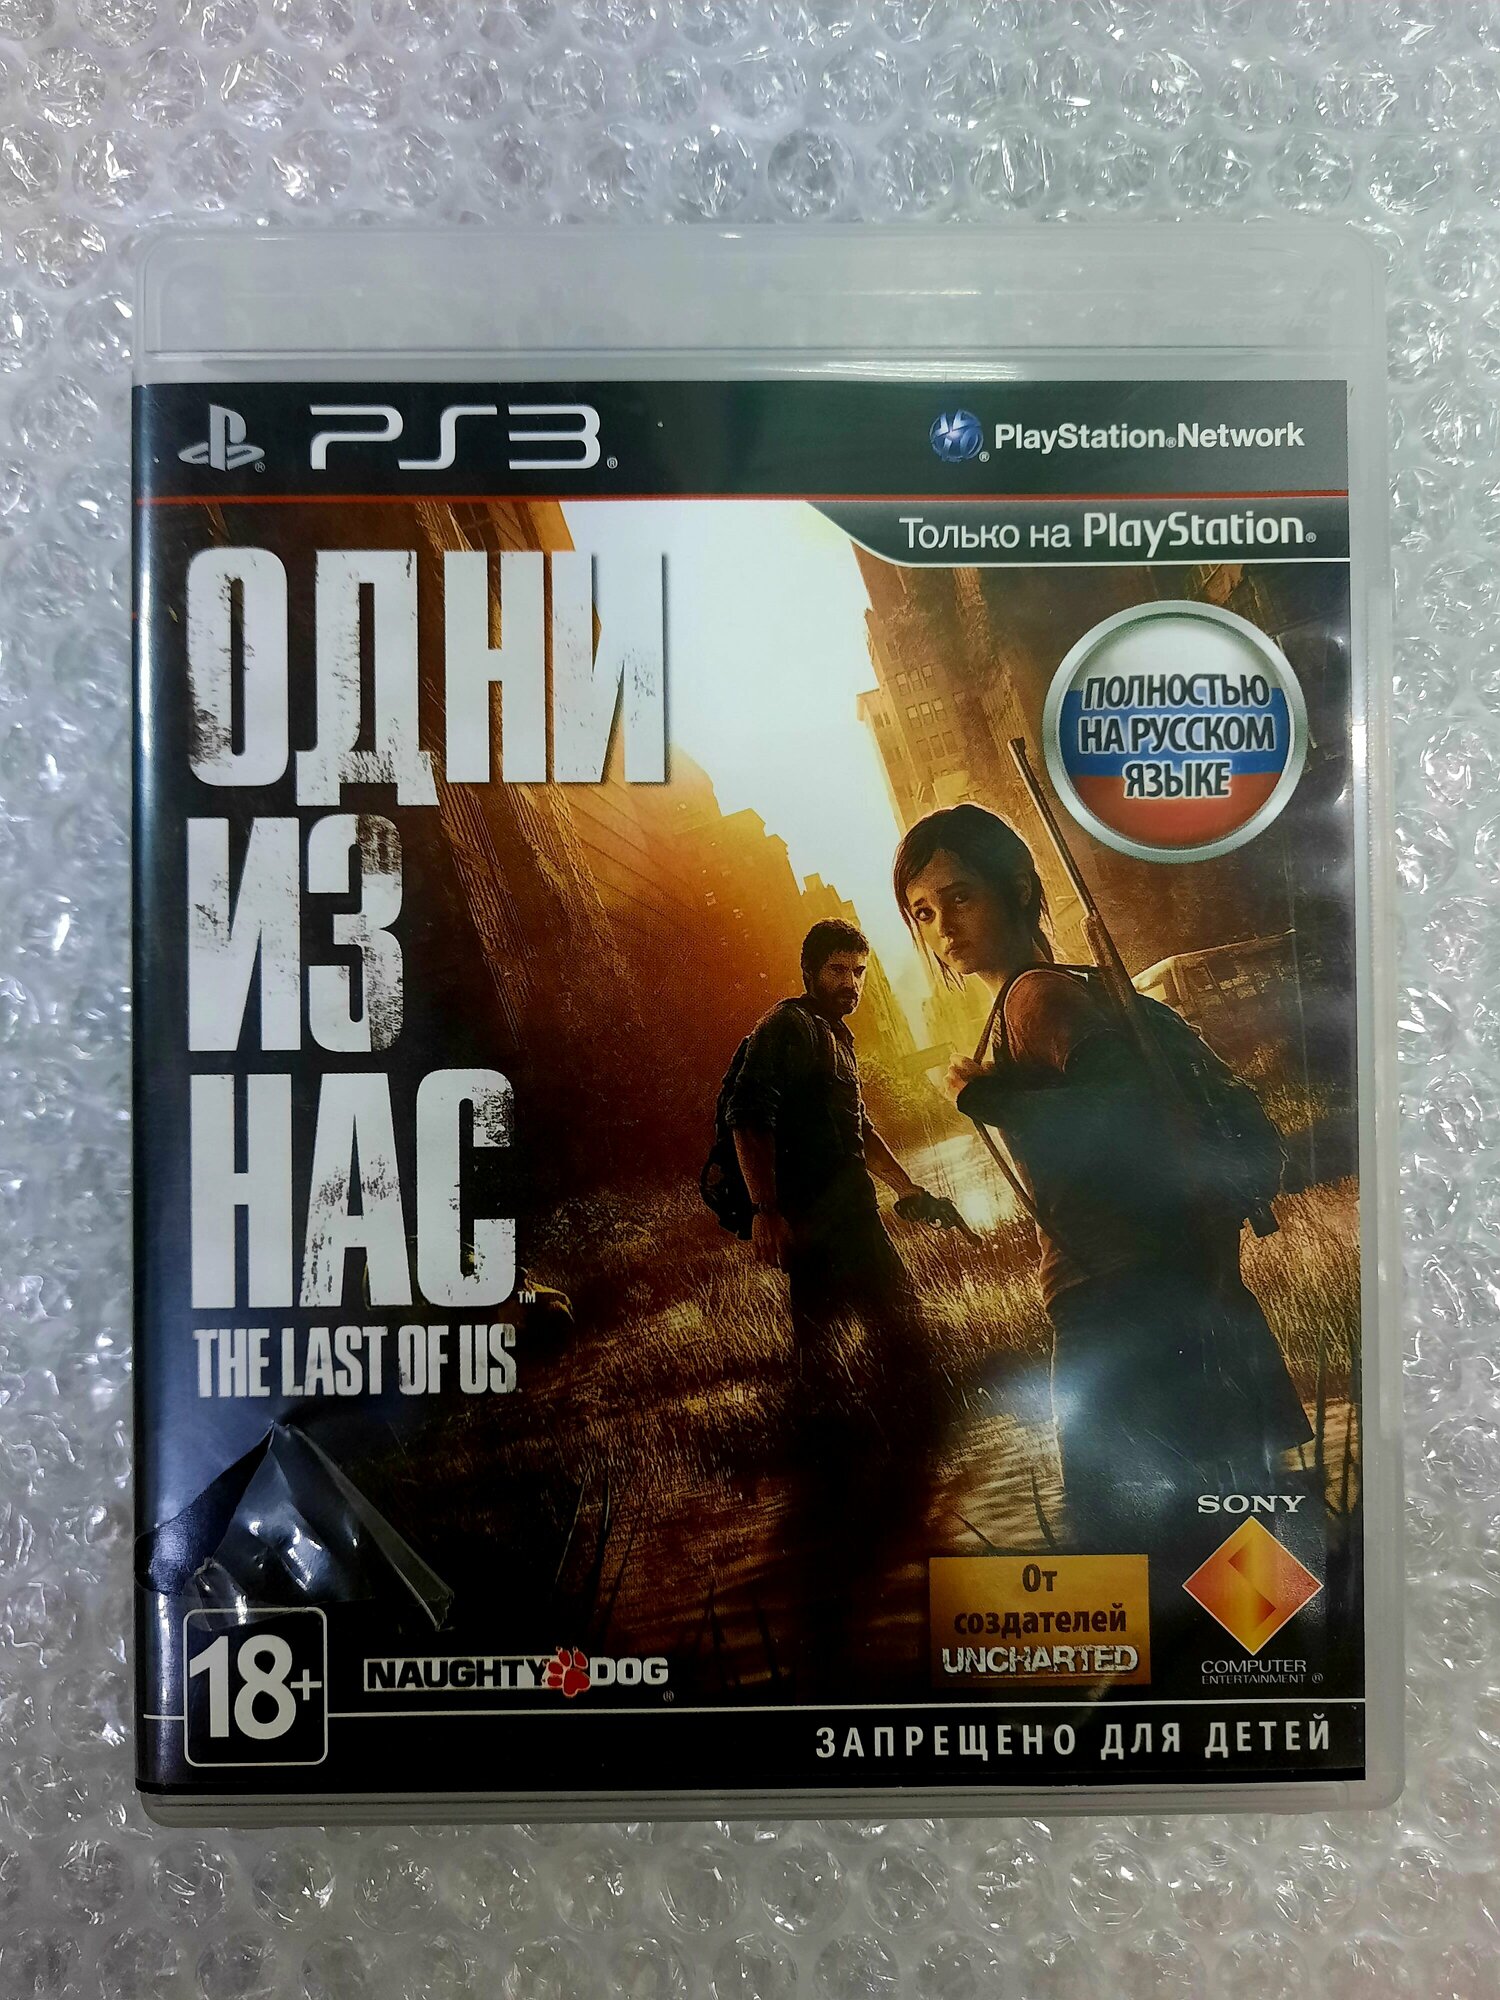 PS3®
PlayStation®Network
Только на PlayStation®
ОДНИ
ИЗ
НАС™
THE LAST OF US
ПОЛНОСТЬЮ
НА РУССКОМ
ЯЗЫКЕ
SONY
COMPUTER
ENTERTAINMENT ®
От
создателей
UNCHARTED
NAUGHTY DOG®
18+
ЗАПРЕЩЕНО ДЛЯ ДЕТЕЙ